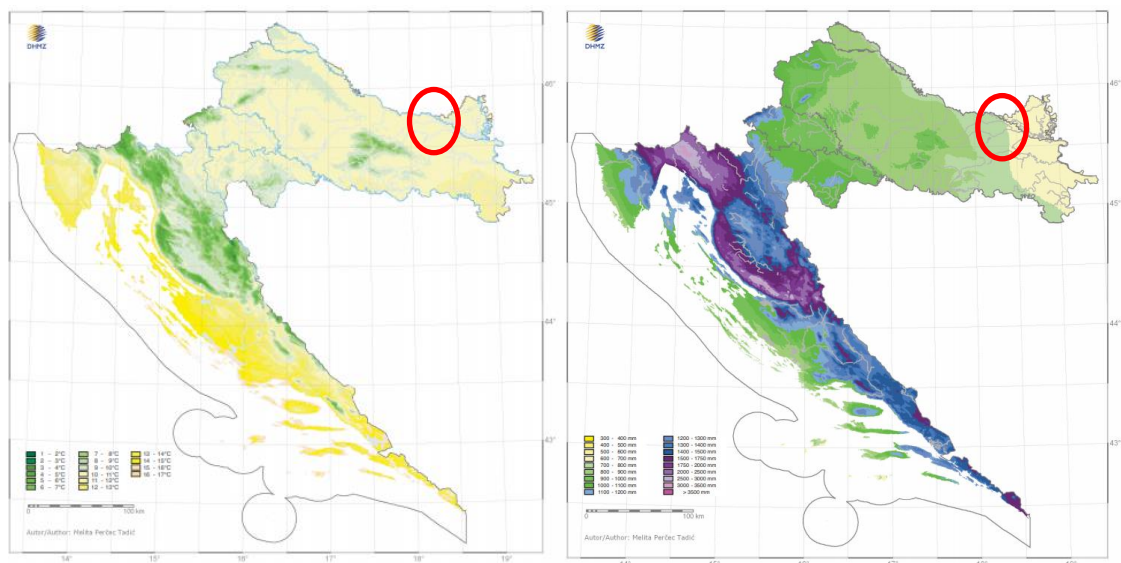 DHMZ
46°
45°
44°
43°
1 - 2°C 7 - 8°C 13 - 14°C
2 - 3°C 8 - 9°C 14 - 15°C
3 - 4°C 9 - 10°C
4 - 5°C 10 - 11°C 16 - 17°C
5 - 6°C 11 - 12°C
6 - 7°C
0 100 km
Autor/Author: Melita Perčec Tadić
14° 15° 16° 17° 18° 19°
DHMZ
46°
45°
44°
43°
300 - 400 mm 1200 - 1300 mm
400 - 500 mm 1300 - 1400 mm
500 - 600 mm 1400 - 1500 mm
600 - 700 mm 1500 - 1750 mm
700 - 800 mm 1750 - 2000 mm
800 - 900 mm 2000 - 2500 mm
900 - 1000 mm 2500 - 3000 mm
1000 - 1100 mm 3000 - 3500 mm
1100 - 1200 mm > 3500 mm
0 100 km
Autor/Author: Melita Perčec Tadić